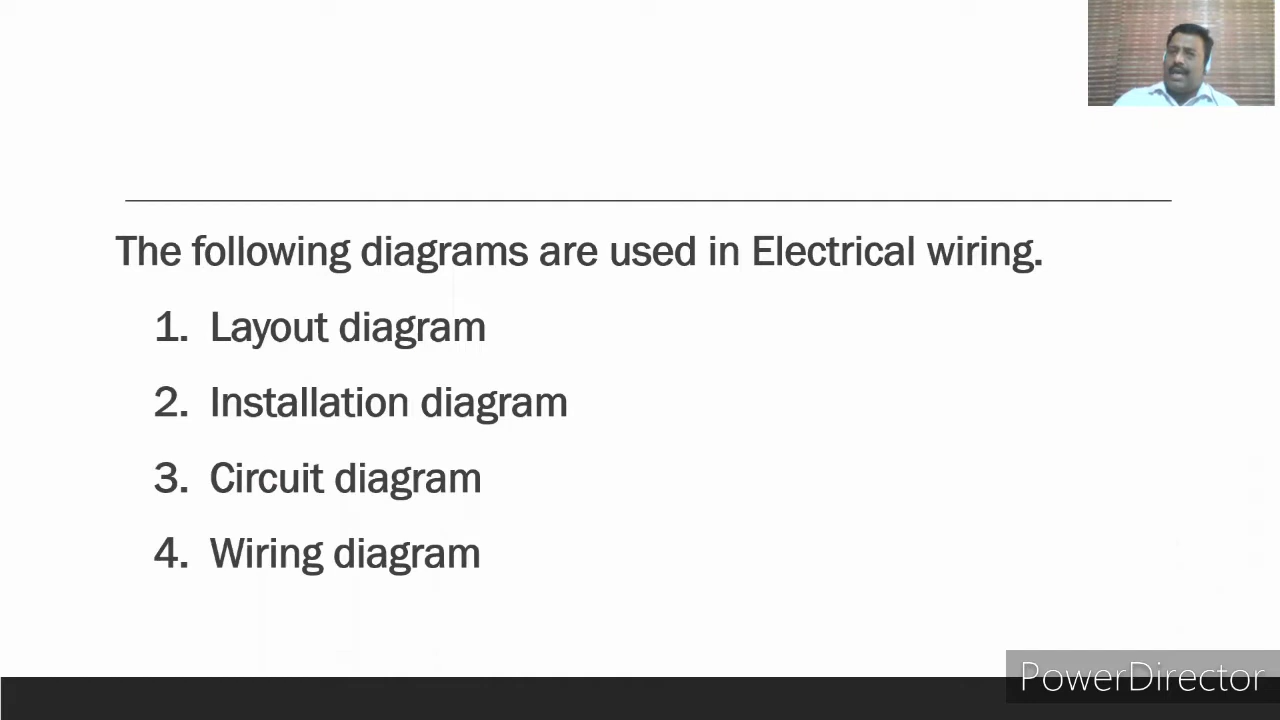 The following diagrams are used in Electrical wiring.
1. Layout diagram
2. Installation diagram
3. Circuit diagram
4. Wiring diagram
PowerDirector